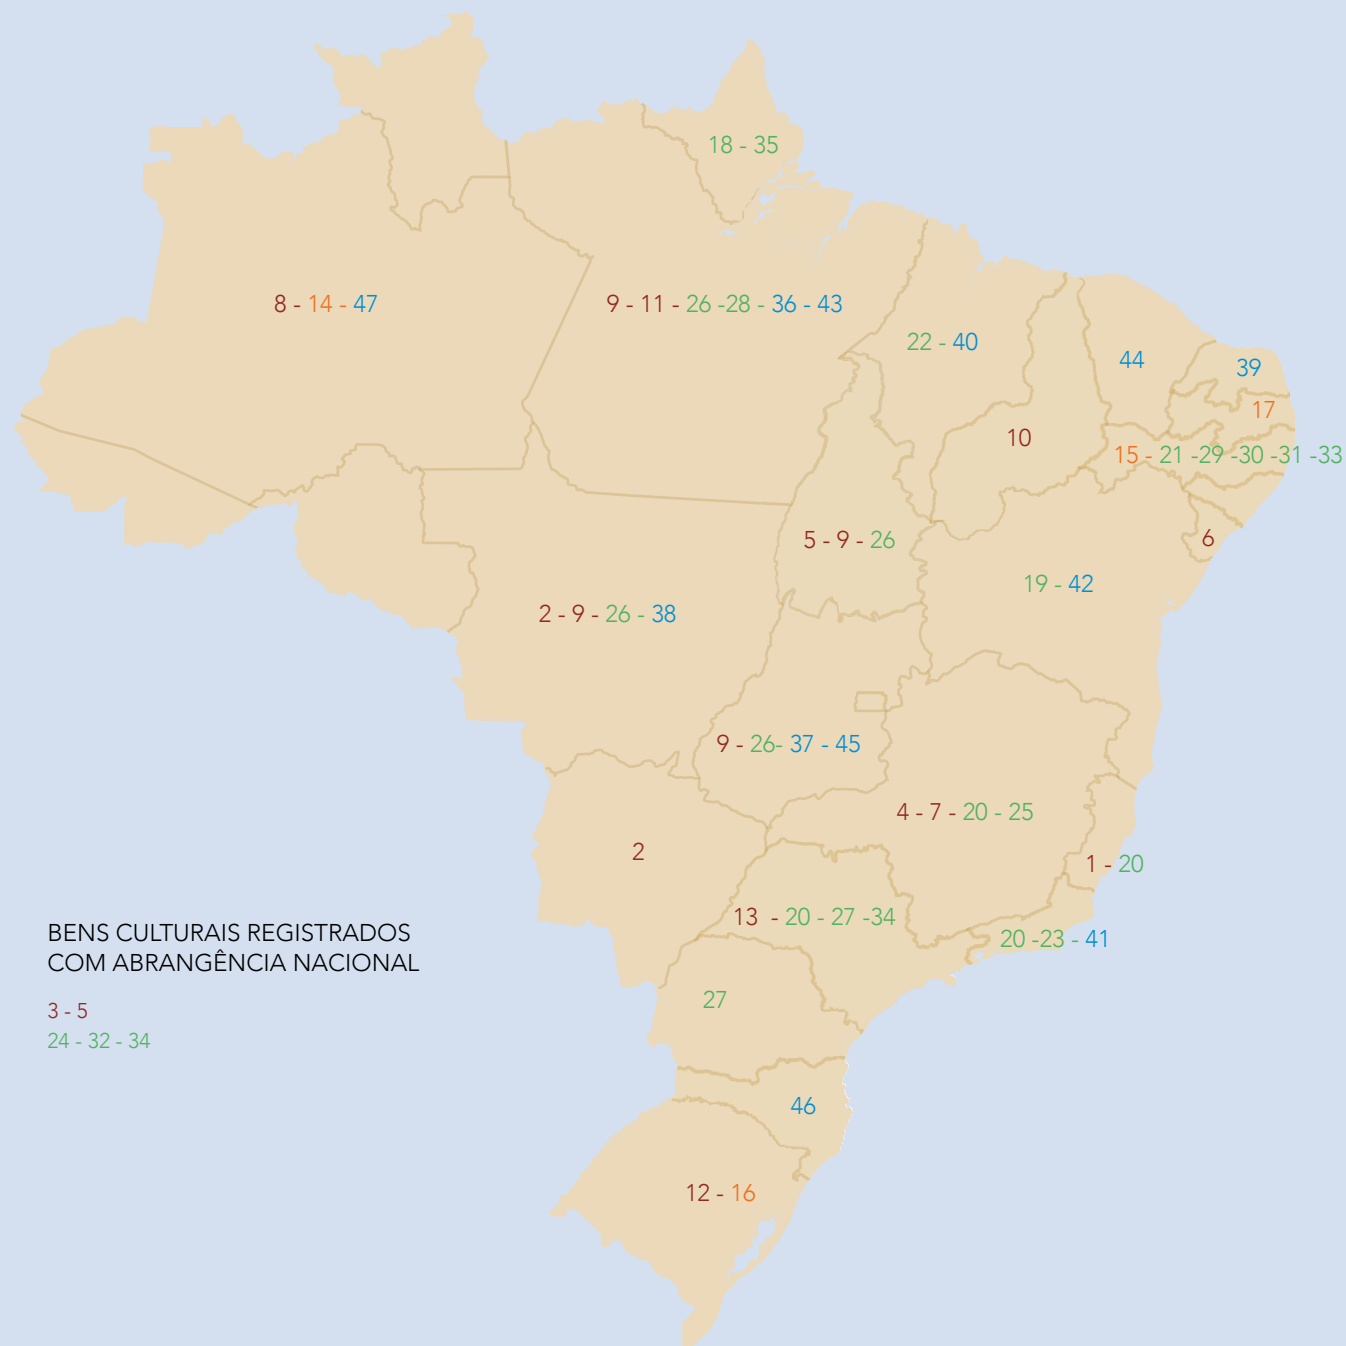 18 - 35
8 - 14 - 47
9 - 11 - 26 -28 - 36 - 43
22 - 40
44
39
17
10
15 - 21 -29 -30 -31 -33
5 - 9 - 26
6
19 - 42
2 - 9 - 26 - 38
9 - 26- 37 - 45
4 - 7 - 20 - 25
2
1 - 20
13 - 20 - 27 -34
20 -23 - 41
BENS CULTURAIS REGISTRADOS
COM ABRANGÊNCIA NACIONAL
3 - 5
24 - 32 - 34
27
46
12 - 16